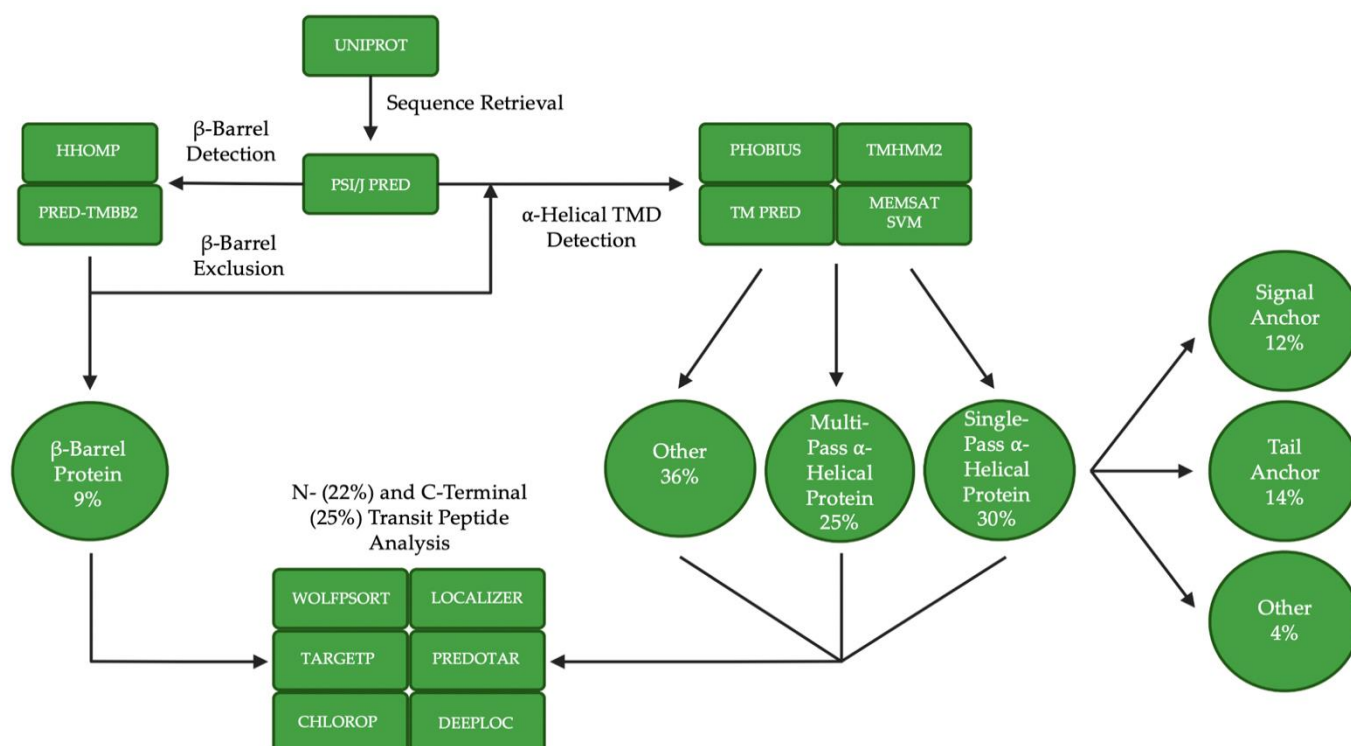 UNIPROT
Sequence Retrieval
β-Barrel
Detection
HHOMP
PRED-TMBB2
PSI/J PRED
β-Barrel
Exclusion
α-Helical TMD
Detection
PHOBIUS
TMHMM2
TM PRED
MEMSAT
SVM
Signal
Anchor
12%
Tail
Anchor
14%
Other
4%
β-Barrel
Protein
9%
Other
36%
Multi-
Pass α-
Helical
Protein
25%
Single-
Pass α-
Helical
Protein
30%
N- (22%) and C-Terminal
(25%) Transit Peptide
Analysis
WOLFPSORT
LOCALIZER
TARGETP
PREDOTAR
CHLOROP
DEEPLOC